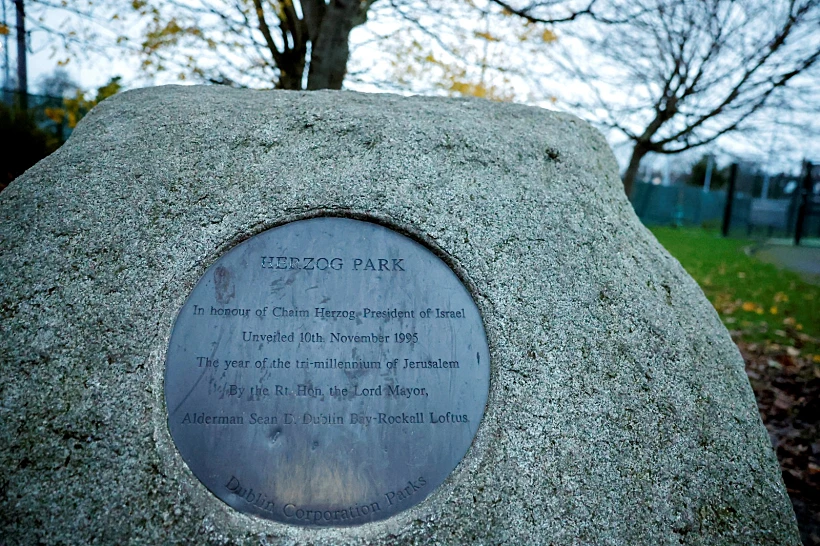 HERZOG PARK
In honour of Chaim Herzog, President of Israel
Unveiled 10th November 1995
The year of the tri-millennium of Jerusalem
By the Rt. Hon. the Lord Mayor,
Alderman Sean D. Dublin Bay-Rockall Loftus
Dublin Corporation Parks